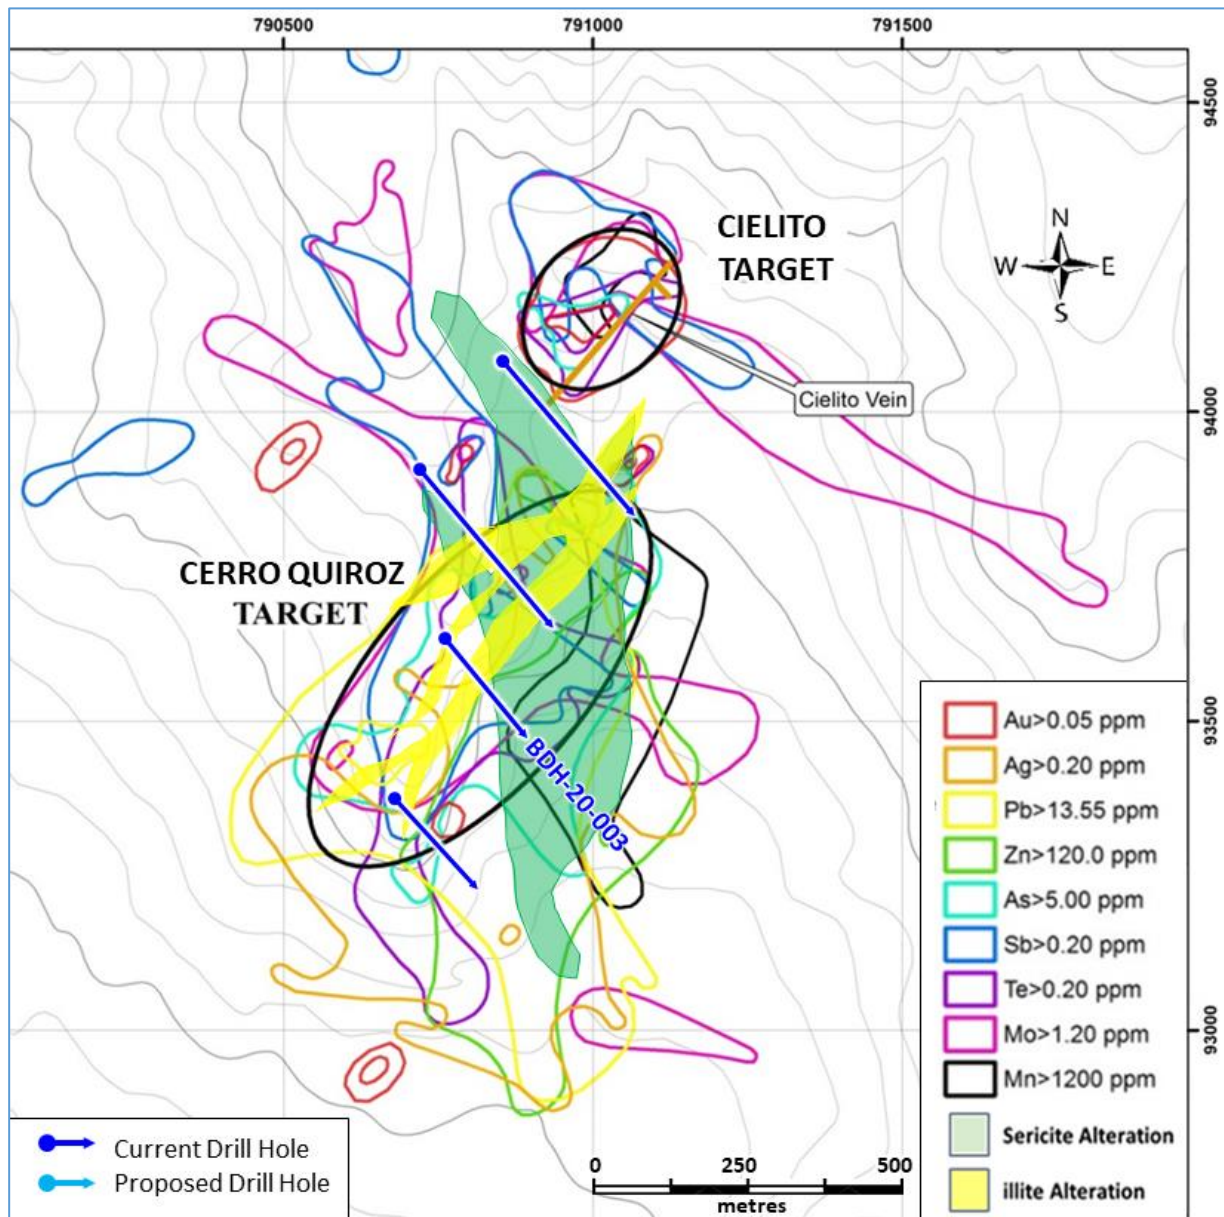 790500
791000
791500
94500
CIELITO
TARGET
N
W
E
S
Cielito Vein
94000
CERRO QUIROZ
TARGET
93500
BDH-20-003
93000
Au>0.05 ppm
Ag>0.20 ppm
Pb>13.55 ppm
Zn>120.0 ppm
As>5.00 ppm
Sb>0.20 ppm
Te>0.20 ppm
Mo>1.20 ppm
Mn>1200 ppm
Sericite Alteration
illite Alteration
Current Drill Hole
Proposed Drill Hole
0
250
500
metres